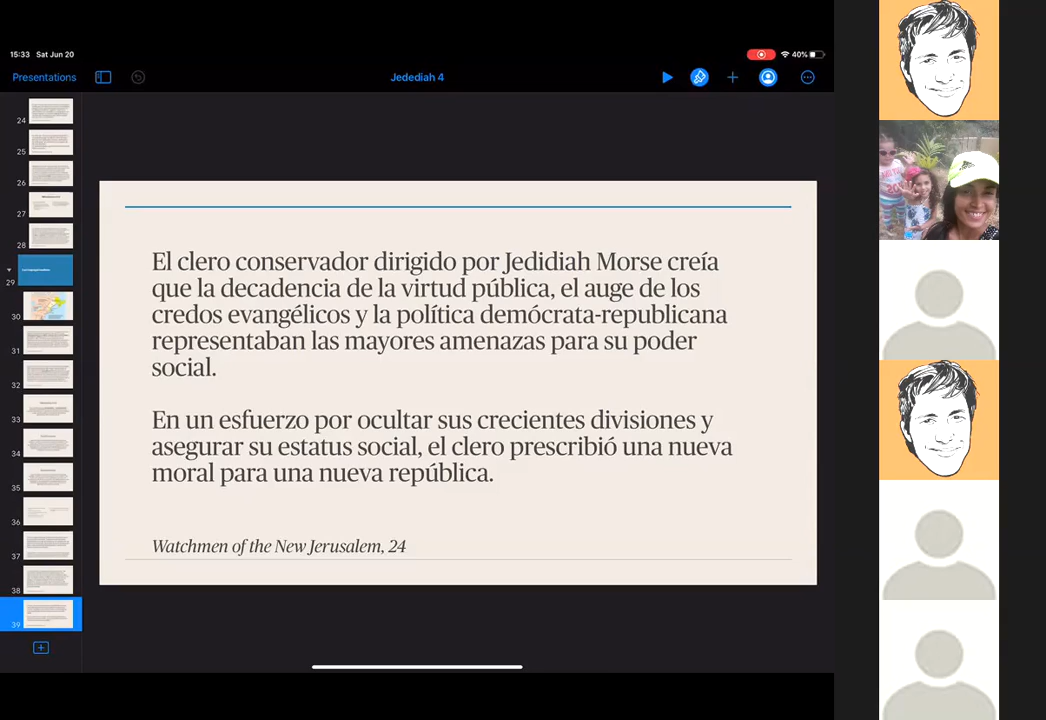 15:33 Sat Jun 20
40%
Presentations
Jedediah 4
24
25
26
27
28
29
30
31
32
33
34
35
36
37
38
39
El clero conservador dirigido por Jedidiah Morse creía
que la decadencia de la virtud pública, el auge de los
credos evangélicos y la política demócrata-republicana
representaban las mayores amenazas para su poder
social.
En un esfuerzo por ocultar sus crecientes divisiones y
asegurar su estatus social, el clero prescribió una nueva
moral para una nueva república.
Watchmen of the New Jerusalem, 24